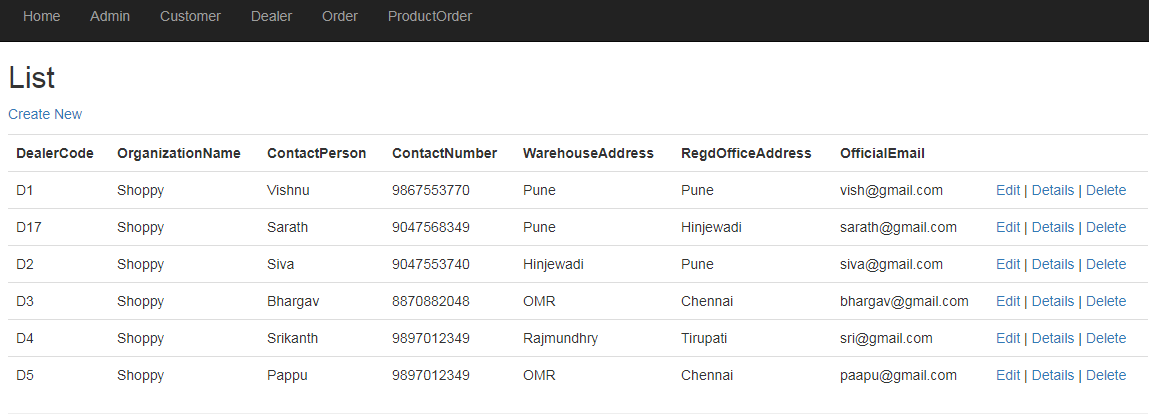 Home Admin Customer Dealer Order ProductOrder
List
Create New
DealerCode OrganizationName ContactPerson ContactNumber WarehouseAddress RegdOfficeAddress OfficialEmail
D1 Shoppy Vishnu 9867553770 Pune Pune vish@gmail.com Edit | Details | Delete
D17 Shoppy Sarath 9047568349 Pune Hinjewadi sarath@gmail.com Edit | Details | Delete
D2 Shoppy Siva 9047553740 Hinjewadi Pune siva@gmail.com Edit | Details | Delete
D3 Shoppy Bhargav 8870882048 OMR Chennai bhargav@gmail.com Edit | Details | Delete
D4 Shoppy Srikanth 9897012349 Rajmundhry Tirupati sri@gmail.com Edit | Details | Delete
D5 Shoppy Pappu 9897012349 OMR Chennai paapu@gmail.com Edit | Details | Delete